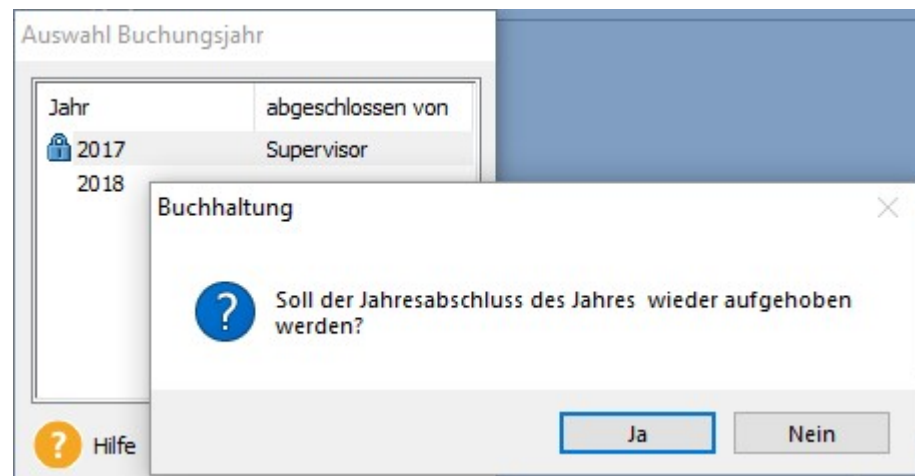 Auswahl Buchungsjahr
Jahr abgeschlossen von
2017 Supervisor
2018
Buchhaltung
Soll der Jahresabschluss des Jahres wieder aufgehoben
werden?
Ja Nein
Hilfe